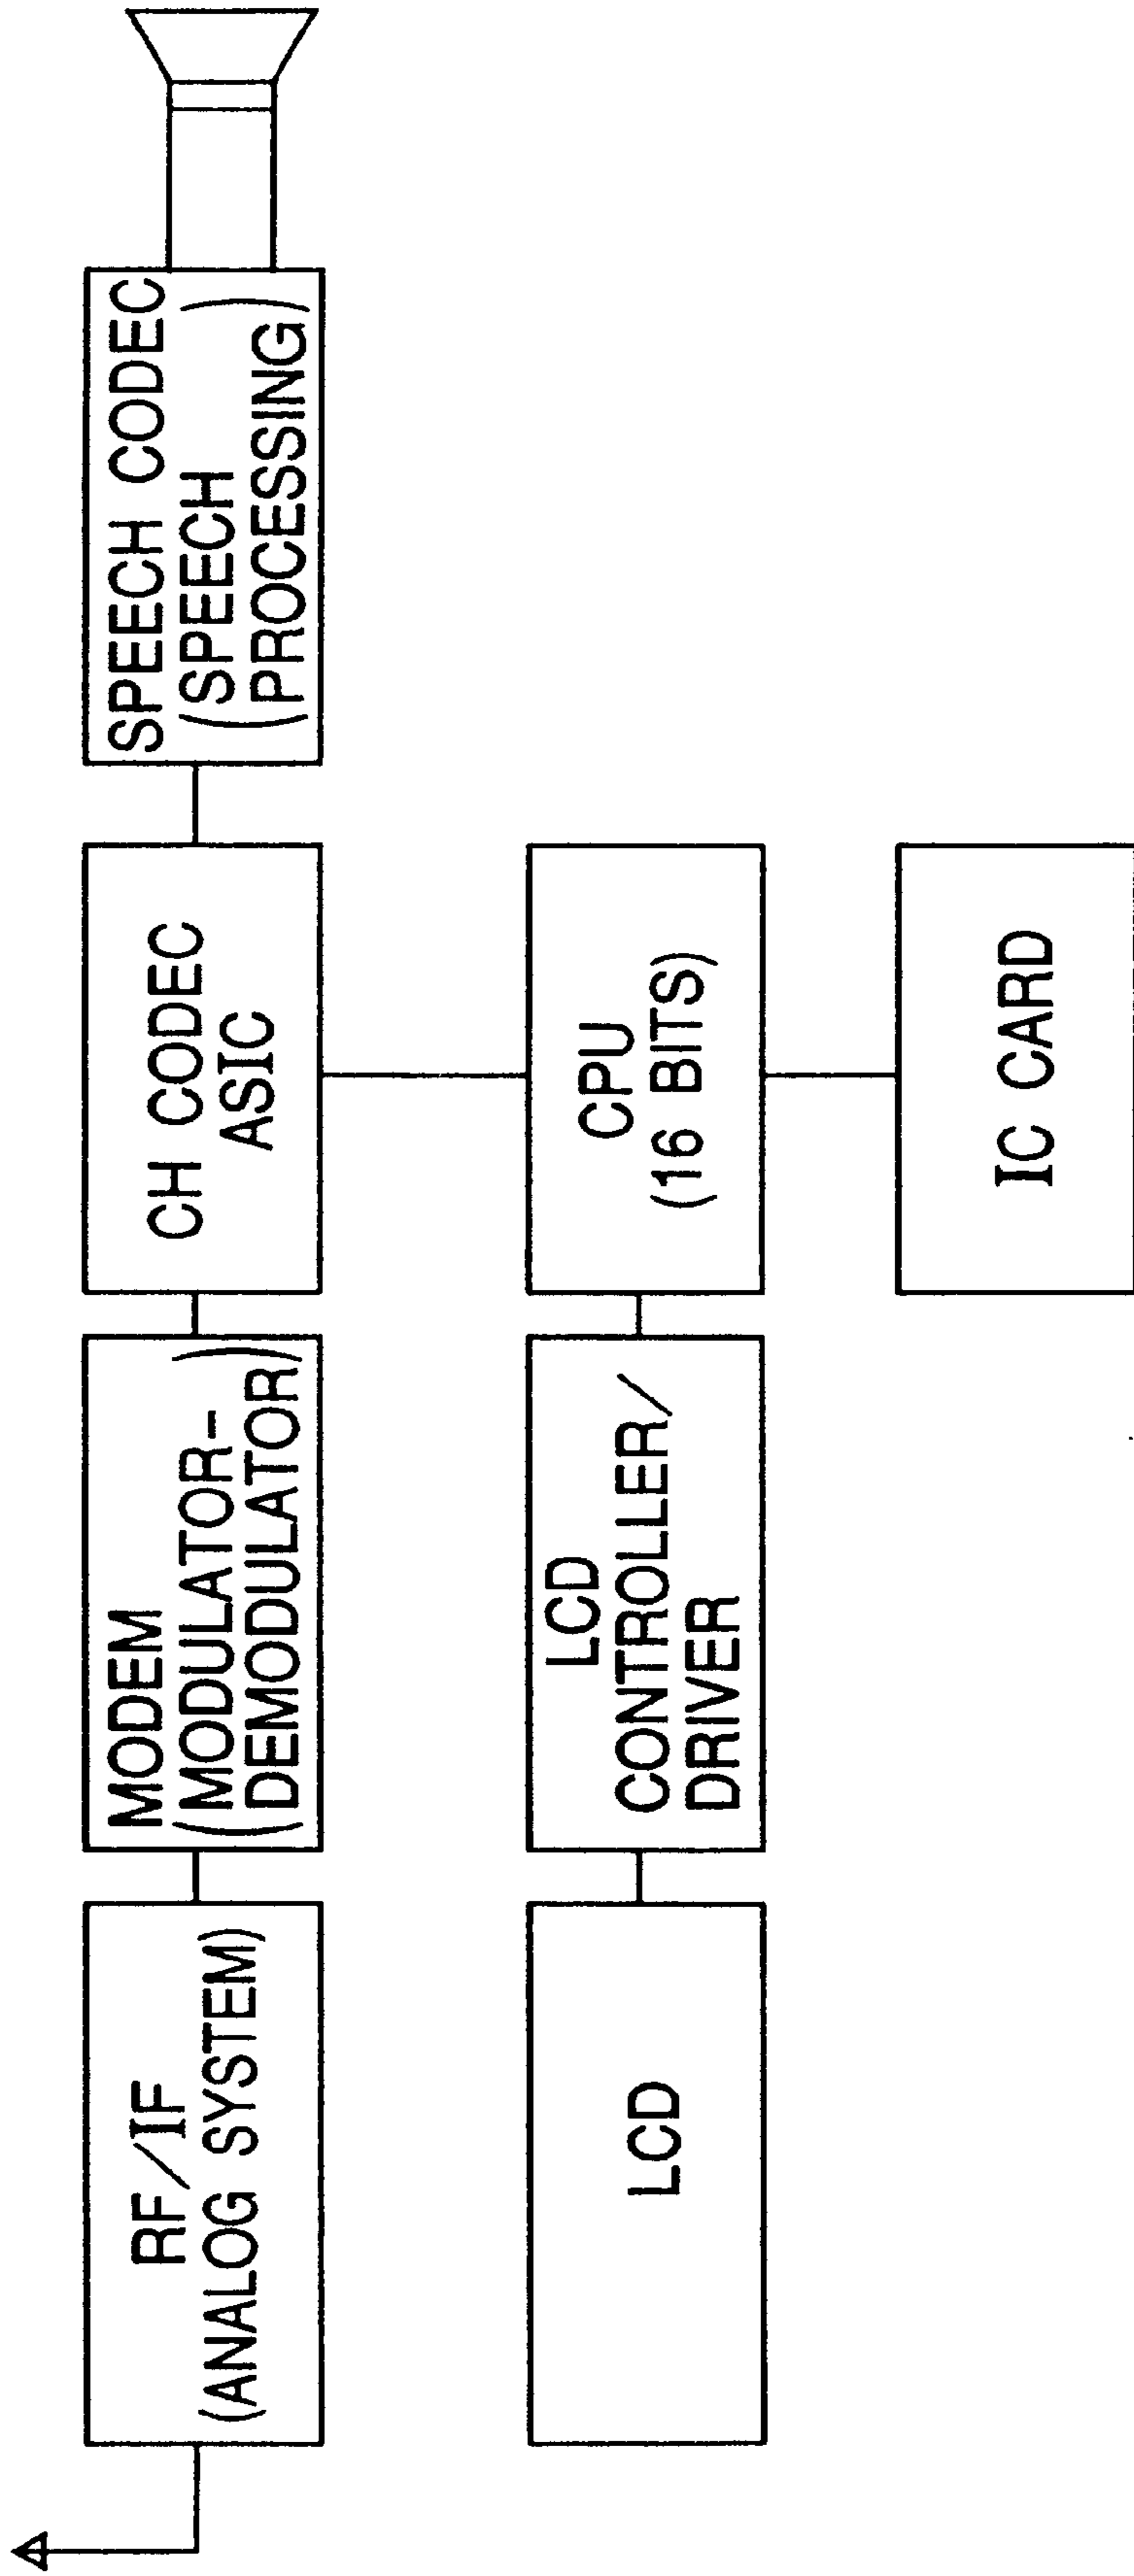 RF/IF
(ANALOG SYSTEM)
MODEM
(MODULATOR-
DEMODULATOR)
CH CODEC
ASIC
SPEECH CODEC
(SPEECH
PROCESSING)
LCD
LCD
CONTROLLER/
DRIVER
CPU
(16 BITS)
IC CARD